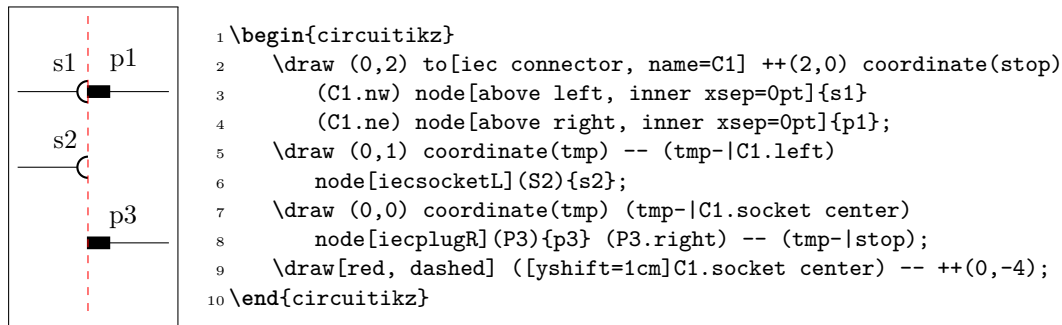 s1 p1
s2
p3
1 \begin{circuitikz}
2 \draw (0,2) to[iec connector, name=C1] ++(2,0) coordinate(stop)
3 (C1.nw) node[above left, inner xsep=0pt]{s1}
4 (C1.ne) node[above right, inner xsep=0pt]{p1};
5 \draw (0,1) coordinate(tmp) -- (tmp-|C1.left)
6 node[iecsocketL](S2){s2};
7 \draw (0,0) coordinate(tmp) (tmp-|C1.socket center)
8 node[iecplugR](P3){p3} (P3.right) -- (tmp-|stop);
9 \draw[red, dashed] ([yshift=1cm]C1.socket center) -- ++(0,-4);
10 \end{circuitikz}